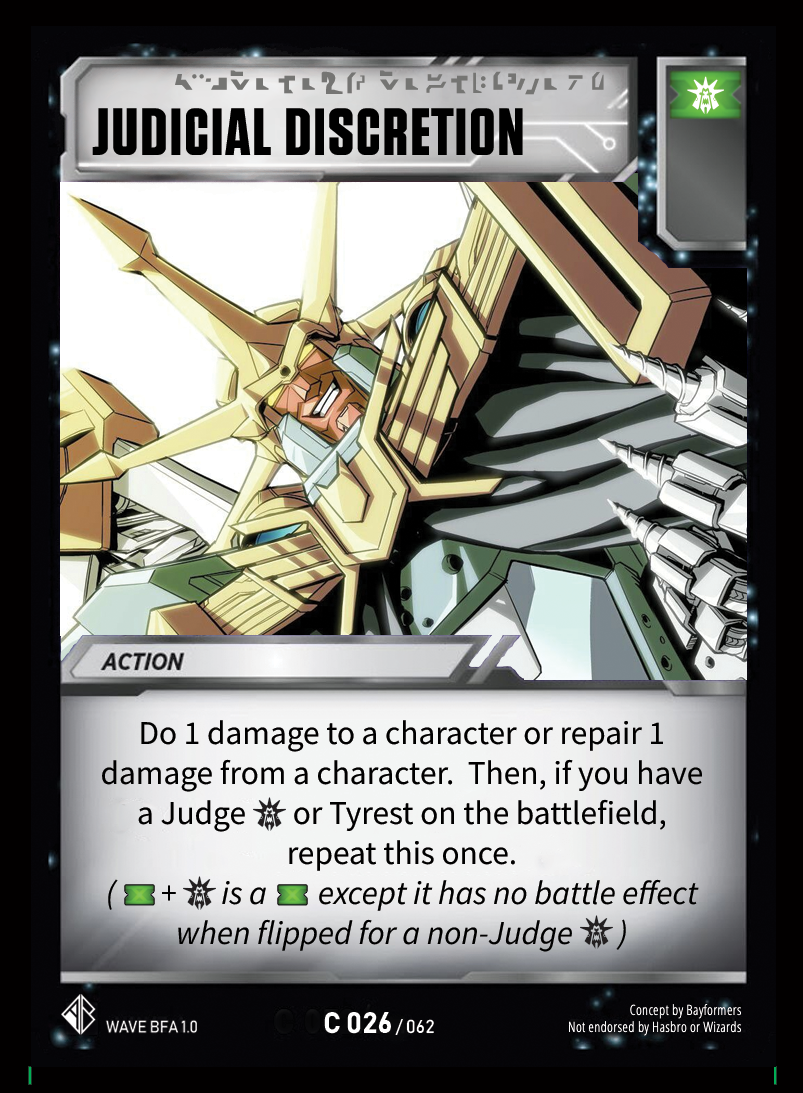 JUDICIAL DISCRETION
ACTION
Do 1 damage to a character or repair 1
damage from a character. Then, if you have
a Judge or Tyrest on the battlefield,
repeat this once.
( + is a except it has no battle effect
when flipped for a non-Judge )
WAVE BFA 1.0
C 026 / 062
Concept by Bayformers
Not endorsed by Hasbro or Wizards